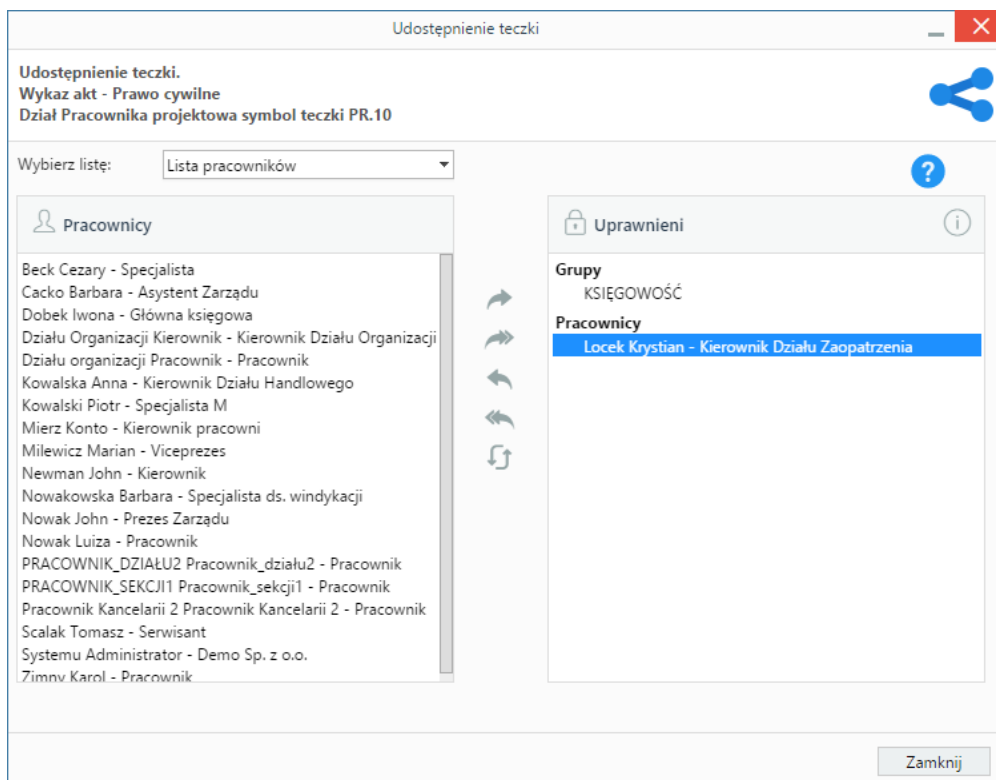 Udostępnienie teczki
Udostępnienie teczki.
Wykaz akt - Prawo cywilne
Dział Pracownika projektowa symbol teczki PR.10
Wybierz listę:
Lista pracowników
?
Pracownicy
Beck Cezary - Specjalista
Cacko Barbara - Asystent Zarządu
Dobek Iwona - Główna księgowa
Działu Organizacji Kierownik - Kierownik Działu Organizacji
Działu organizacji Pracownik - Pracownik
Kowalska Anna - Kierownik Działu Handlowego
Kowalski Piotr - Specjalista M
Mierz Konto - Kierownik pracowni
Milewicz Marian - Viceprezes
Newman John - Kierownik
Nowakowska Barbara - Specjalista ds. windykacji
Nowak John - Prezes Zarządu
Nowak Luiza - Pracownik
PRACOWNIK_DZIAŁU2 Pracownik_działu2 - Pracownik
PRACOWNIK_SEKCJI1 Pracownik_sekcji1 - Pracownik
Pracownik Kancelarii 2 Pracownik Kancelarii 2 - Pracownik
Scalak Tomasz - Serwisant
Systemu Administrator - Demo Sp. z o.o.
Zimny Karol - Pracownik
Uprawnieni
i
Grupy
KSIĘGOWOŚĆ
Pracownicy
Locek Krystian - Kierownik Działu Zaopatrzenia
Zamknij